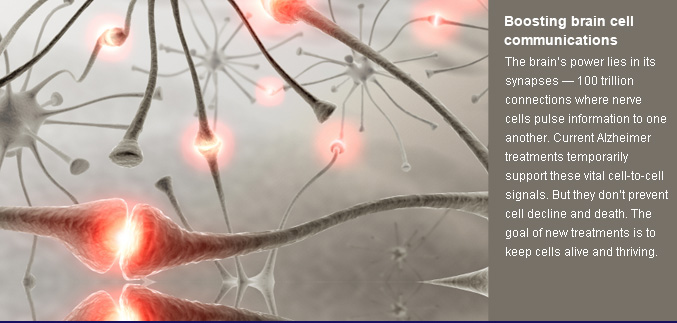 Boosting brain cell
communications
The brain's power lies in its
synapses — 100 trillion
connections where nerve
cells pulse information to one
another. Current Alzheimer
treatments temporarily
support these vital cell-to-cell
signals. But they don't prevent
cell decline and death. The
goal of new treatments is to
keep cells alive and thriving.